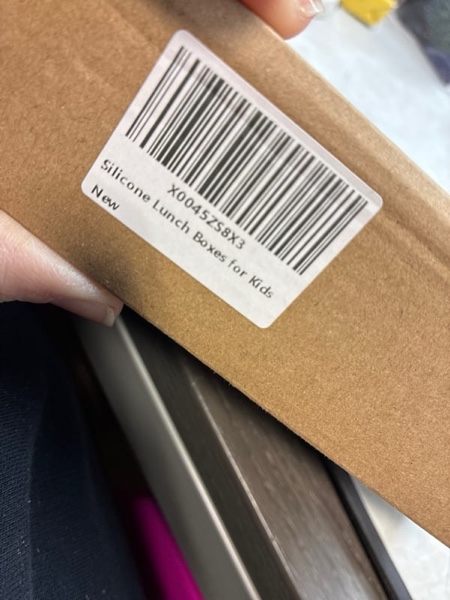 X0045ZS8X3
Silicone Lunch Boxes for Kids
New